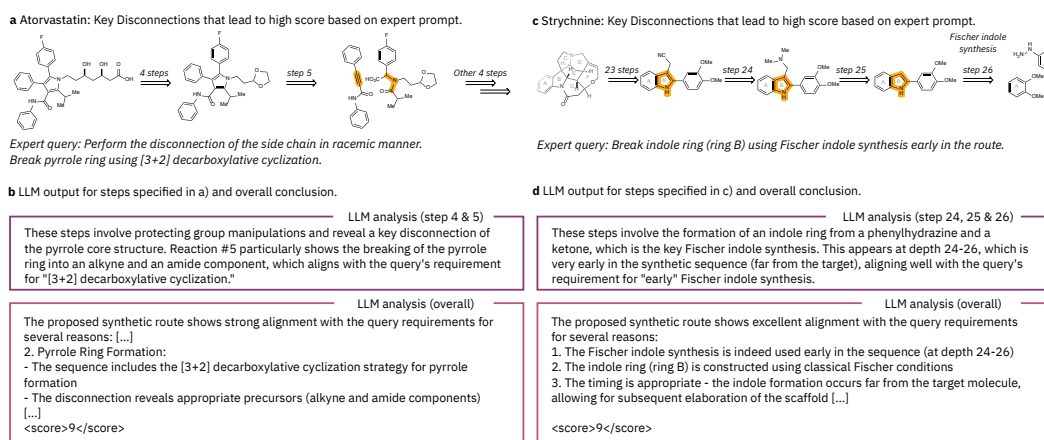 a Atorvastatin: Key Disconnections that lead to high score based on expert prompt.
4 steps
step 5
Other 4 steps
Expert query: Perform the disconnection of the side chain in racemic manner.
Break pyrrole ring using [3+2] decarboxylative cyclization.
b LLM output for steps specified in a) and overall conclusion.
LLM analysis (step 4 & 5)
These steps involve protecting group manipulations and reveal a key disconnection of
the pyrrole core structure. Reaction #5 particularly shows the breaking of the pyrrole
ring into an alkyne and an amide component, which aligns with the query's requirement
for "[3+2] decarboxylative cyclization."
LLM analysis (overall)
The proposed synthetic route shows strong alignment with the query requirements for
several reasons: [...]
2. Pyrrole Ring Formation:
- The sequence includes the [3+2] decarboxylative cyclization strategy for pyrrole
formation
- The disconnection reveals appropriate precursors (alkyne and amide components)
[...]
<score>9</score>
c Strychnine: Key Disconnections that lead to high score based on expert prompt.
Fischer indole
synthesis
23 steps
step 24
step 25
step 26
Expert query: Break indole ring (ring B) using Fischer indole synthesis early in the route.
d LLM output for steps specified in c) and overall conclusion.
LLM analysis (step 24, 25 & 26)
These steps involve the formation of an indole ring from a phenylhydrazine and a
ketone, which is the key Fischer indole synthesis. This appears at depth 24-26, which is
very early in the synthetic sequence (far from the target), aligning well with the query's
requirement for "early" Fischer indole synthesis.
LLM analysis (overall)
The proposed synthetic route shows excellent alignment with the query requirements
for several reasons:
1. The Fischer indole synthesis is indeed used early in the sequence (at depth 24-26)
2. The indole ring (ring B) is constructed using classical Fischer conditions
3. The timing is appropriate - the indole formation occurs far from the target molecule,
allowing for subsequent elaboration of the scaffold [...]
<score>9</score>